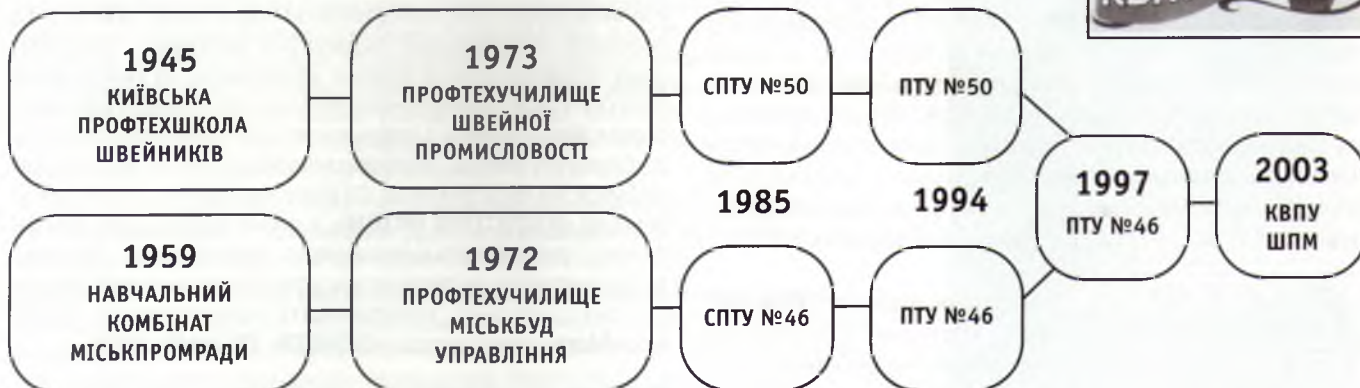 1945
КИЇВСЬКА
ПРОФТЕХШКОЛА
ШВЕЙНИКІВ
1973
ПРОФТЕХУЧИЛИЩЕ
ШВЕЙНОЇ
ПРОМИСЛОВОСТІ
СПТУ №50
ПТУ №50
1985
1994
1997
ПТУ №46
2003
КВПУ
ШПМ
1959
НАВЧАЛЬНИЙ
КОМБІНАТ
МІСЬКПРОМРАДИ
1972
ПРОФТЕХУЧИЛИЩЕ
МІСЬКБУД
УПРАВЛІННЯ
СПТУ №46
ПТУ №46